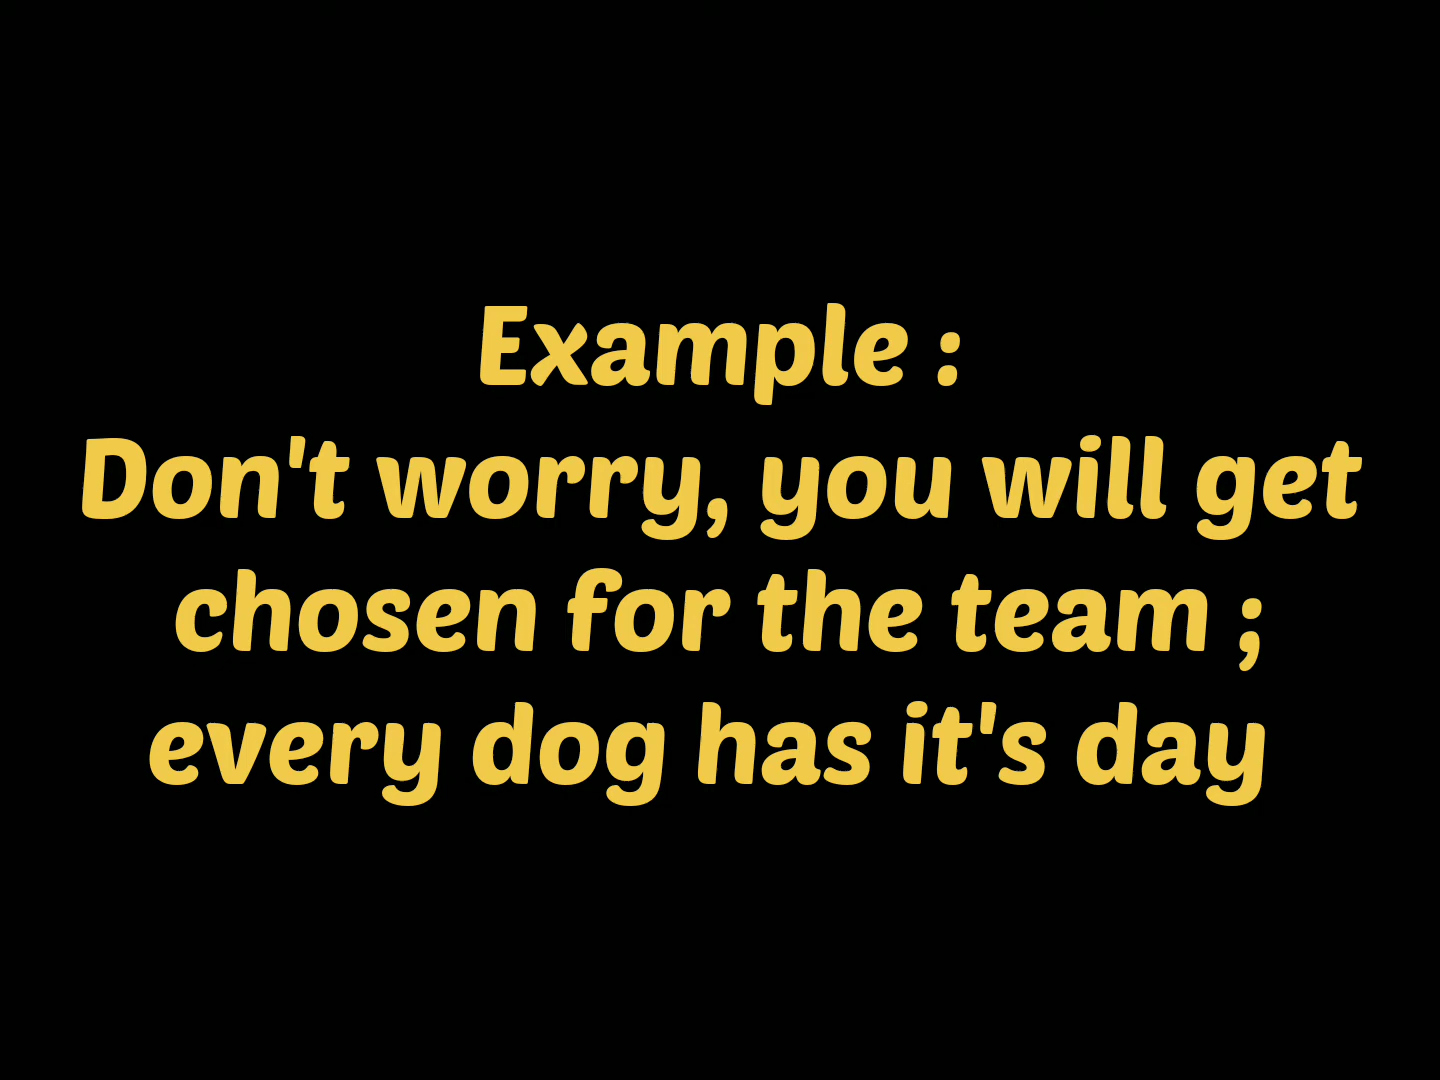 Example :
Don't worry, you will get
chosen for the team ;
every dog has it's day